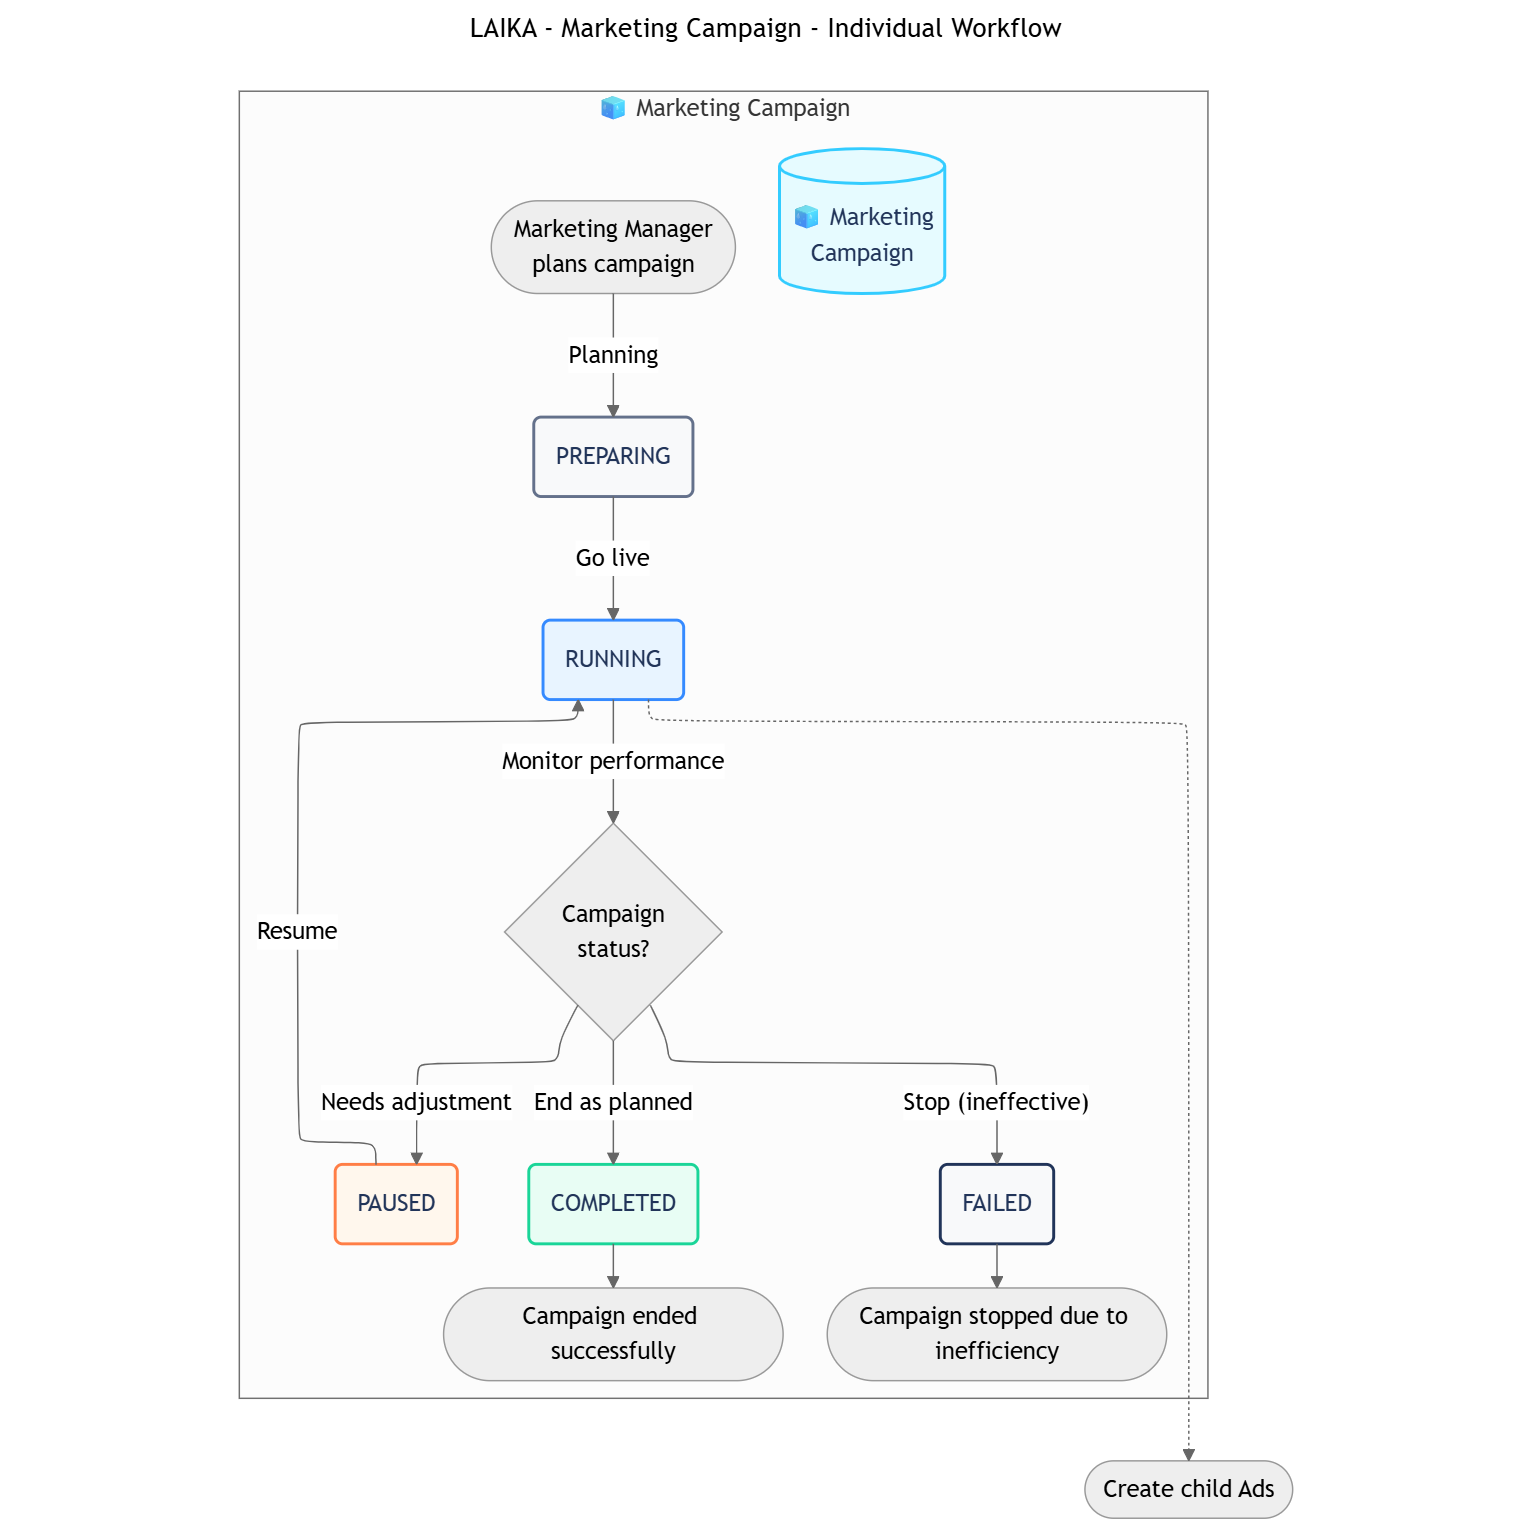 LAIKA - Marketing Campaign - Individual Workflow
Marketing Campaign
Marketing
Campaign
Marketing Manager
plans campaign
Planning
PREPARING
Go live
RUNNING
Monitor performance
Campaign
status?
Resume
Needs adjustment
End as planned
Stop (ineffective)
PAUSED
COMPLETED
FAILED
Campaign ended
successfully
Campaign stopped due to
inefficiency
Create child Ads